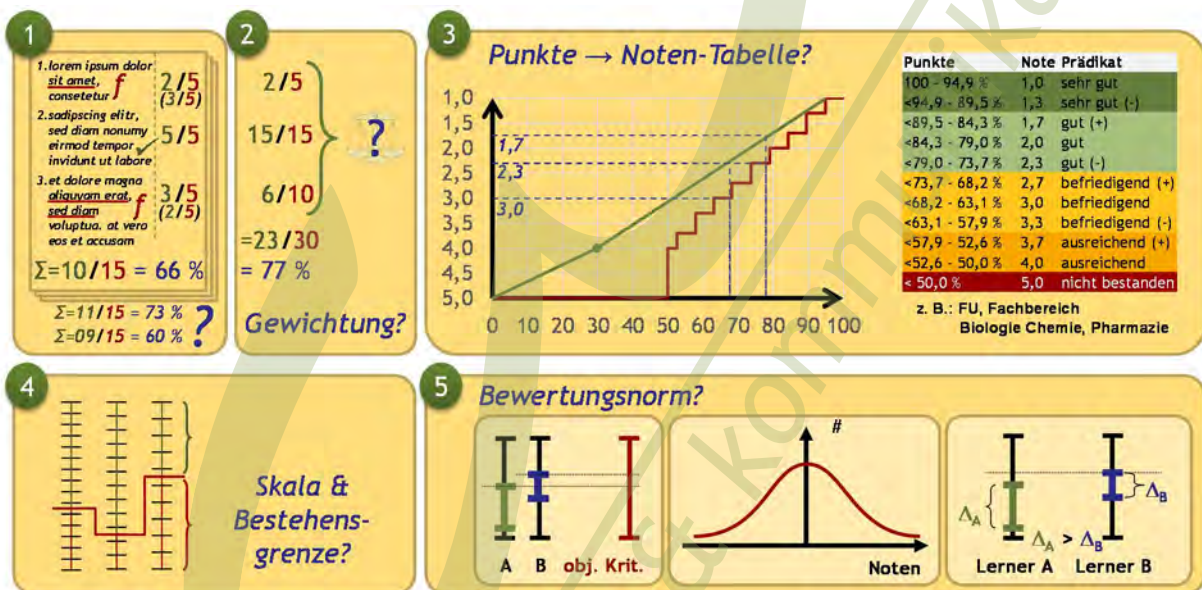 1
1. lorem ipsum dolor
sit amet,
consetetur
f
2/5
(3/5)
2. sadipscing elitr,
sed diam nonumy
eirmod tempor
invidunt ut labore
5/5
3. et dolore magna
aliquyam erat,
sed diam
voluptua. at vero
eos et accusam
f
3/5
(2/5)
Σ=10/15 = 66 %
Σ=11/15 = 73 %
Σ=09/15 = 60 %
?
2
2/5
15/15
6/10
?
=23/30
= 77 %
Gewichtung?
3
Punkte → Noten-Tabelle?
1,0
1,5
2,0
2,5
3,0
3,5
4,0
4,5
5,0
1,7
2,3
3,0
0 10 20 30 40 50 60 70 80 90 100
Punkte Note Prädikat
100 - 94,9 % 1,0 sehr gut
<94,9 - 89,5 % 1,3 sehr gut (-)
<89,5 - 84,3 % 1,7 gut (+)
<84,3 - 79,0 % 2,0 gut
<79,0 - 73,7 % 2,3 gut (-)
<73,7 - 68,2 % 2,7 befriedigend (+)
<68,2 - 63,1 % 3,0 befriedigend
<63,1 - 57,9 % 3,3 befriedigend (-)
<57,9 - 52,6 % 3,7 ausreichend (+)
<52,6 - 50,0 % 4,0 ausreichend
< 50,0 % 5,0 nicht bestanden
z. B.: FU, Fachbereich
Biologie Chemie, Pharmazie
4
Skala &
Bestehens-
grenze?
5
Bewertungsnorm?
A B obj. Krit.
#
Noten
ΔA
ΔB
ΔA > ΔB
Lerner A Lerner B